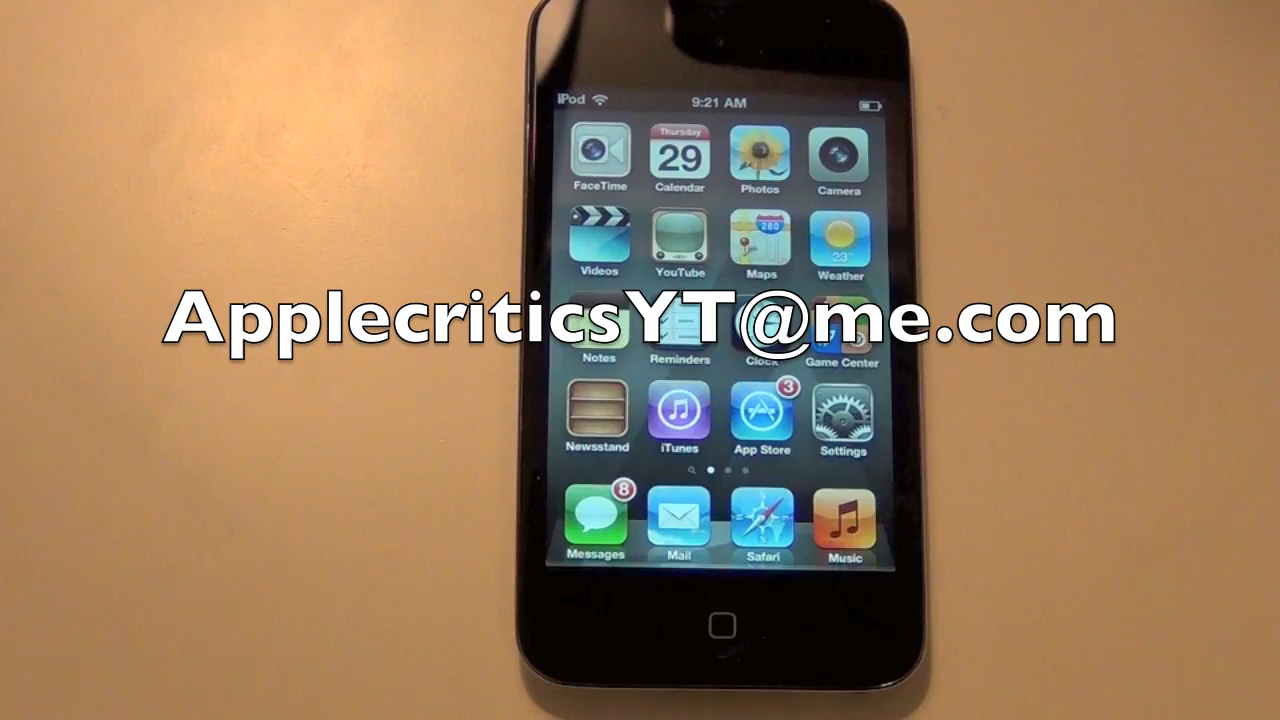 iPod 9:21 AM
Thursday
29
FaceTime Calendar Photos Camera
280
23°
Videos YouTube Maps Weather
ApplecriticsYT@me.com
Notes Reminders Clock Game Center
3
Newsstand iTunes App Store Settings
8
Messages Mail Safari Music